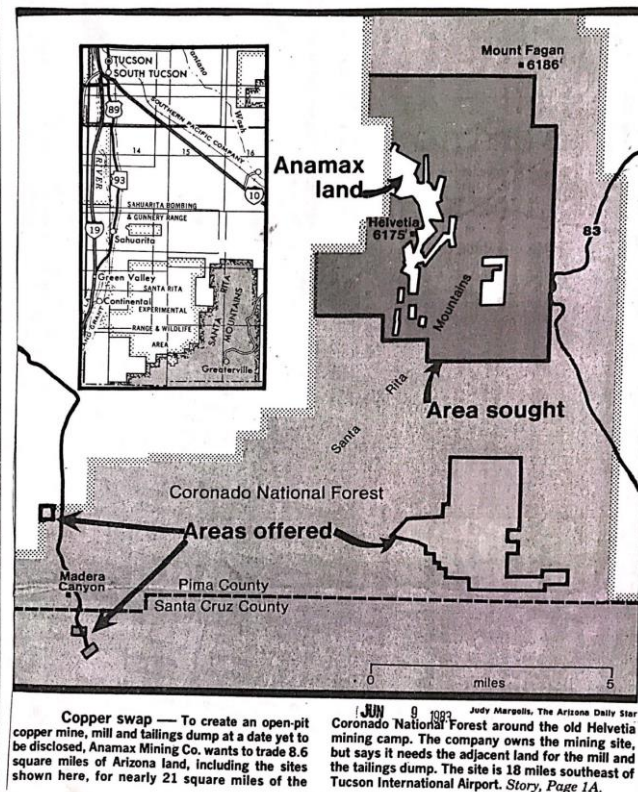 Mount Fagan
6186'
TUCSON
SOUTH TUCSON
Pantano
Wash
89
SOUTHERN PACIFIC COMPANY
14
15
16
RIVER
93
10
SAHUARITA BOMBING
& GUNNERY RANGE
19
Sahuarita
Green Valley
SANTA RITA
Continental
EXPERIMENTAL
RANGE & WILDLIFE
AREA
SANTA RITA
MOUNTAINS
Greaterville
Anamax
land
Helvetia
6175'
83
Mountains
Rita
Santa
Area sought
Coronado National Forest
Areas offered
Madera
Canyon
Pima County
Santa Cruz County
0
miles
5
JUN 9 1983
Judy Margolis, The Arizona Daily Star
Copper swap — To create an open-pit
copper mine, mill and tailings dump at a date yet to
be disclosed, Anamax Mining Co. wants to trade 8.6
square miles of Arizona land, including the sites
shown here, for nearly 21 square miles of the
Coronado National Forest around the old Helvetia
mining camp. The company owns the mining site,
but says it needs the adjacent land for the mill and
the tailings dump. The site is 18 miles southeast of
Tucson International Airport. Story, Page 1A.